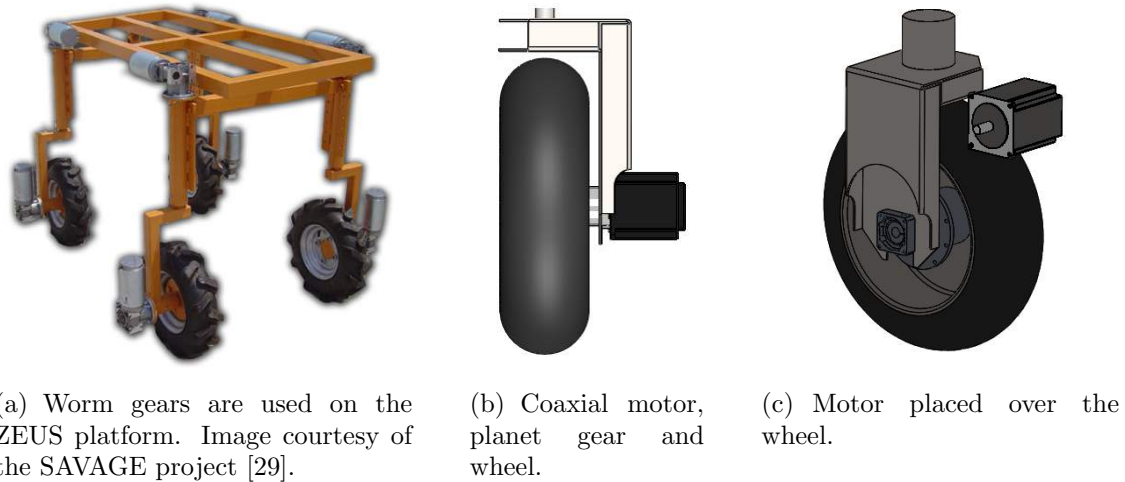 (a) Worm gears are used on the
ZEUS platform. Image courtesy of
the SAVAGE project [29].
(b) Coaxial motor,
planet gear and
wheel.
(c) Motor placed over the
wheel.